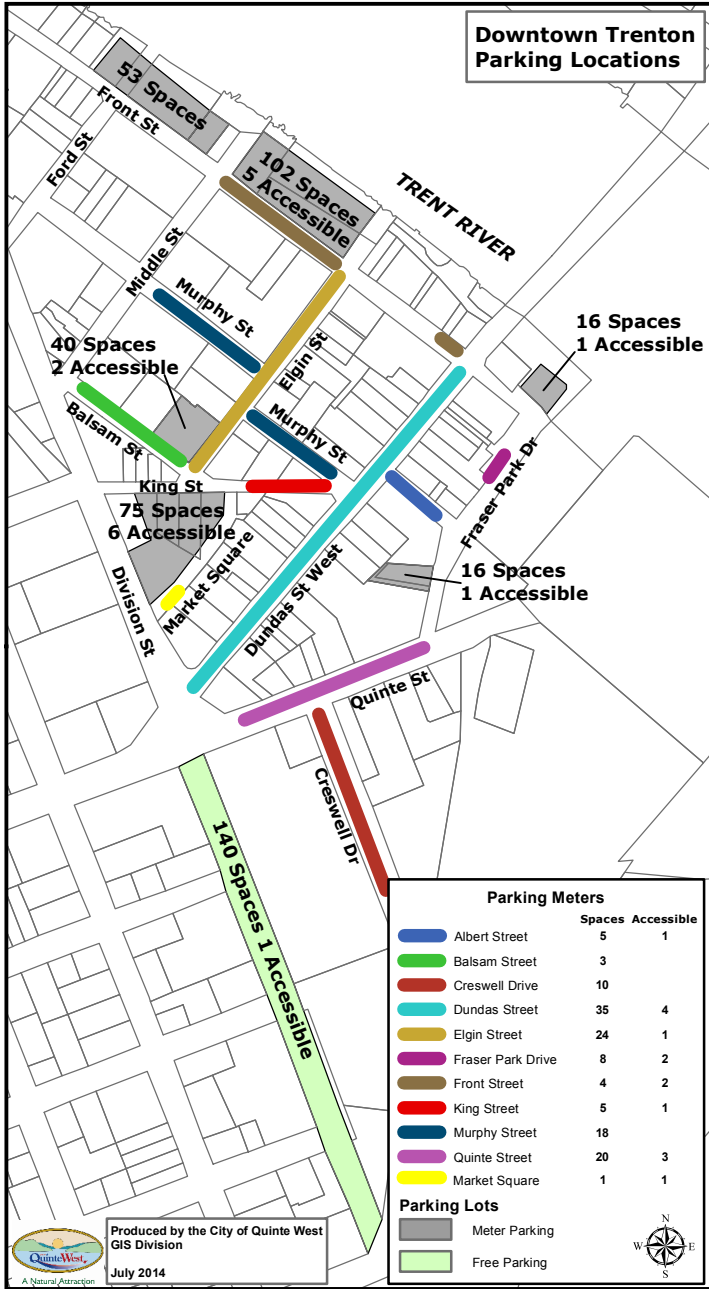 Downtown Trenton
Parking Locations
53 Spaces
Front St
Ford St
102 Spaces
5 Accessible
TRENT RIVER
Middle St
Murphy St
16 Spaces
1 Accessible
40 Spaces
2 Accessible
Elgin St
Balsam St
Murphy St
King St
Fraser Park Dr
75 Spaces
6 Accessible
Market Square
16 Spaces
1 Accessible
Division St
Dundas St West
Quinte St
Creswell Dr
140 Spaces 1 Accessible
Parking Meters
Spaces Accessible
Albert Street 5 1
Balsam Street 3
Creswell Drive 10
Dundas Street 35 4
Elgin Street 24 1
Fraser Park Drive 8 2
Front Street 4 2
King Street 5 1
Murphy Street 18
Quinte Street 20 3
Market Square 1 1
Parking Lots
Meter Parking
Free Parking
N
W E
S
Quinte West
A Natural Attraction
Produced by the City of Quinte West
GIS Division
July 2014